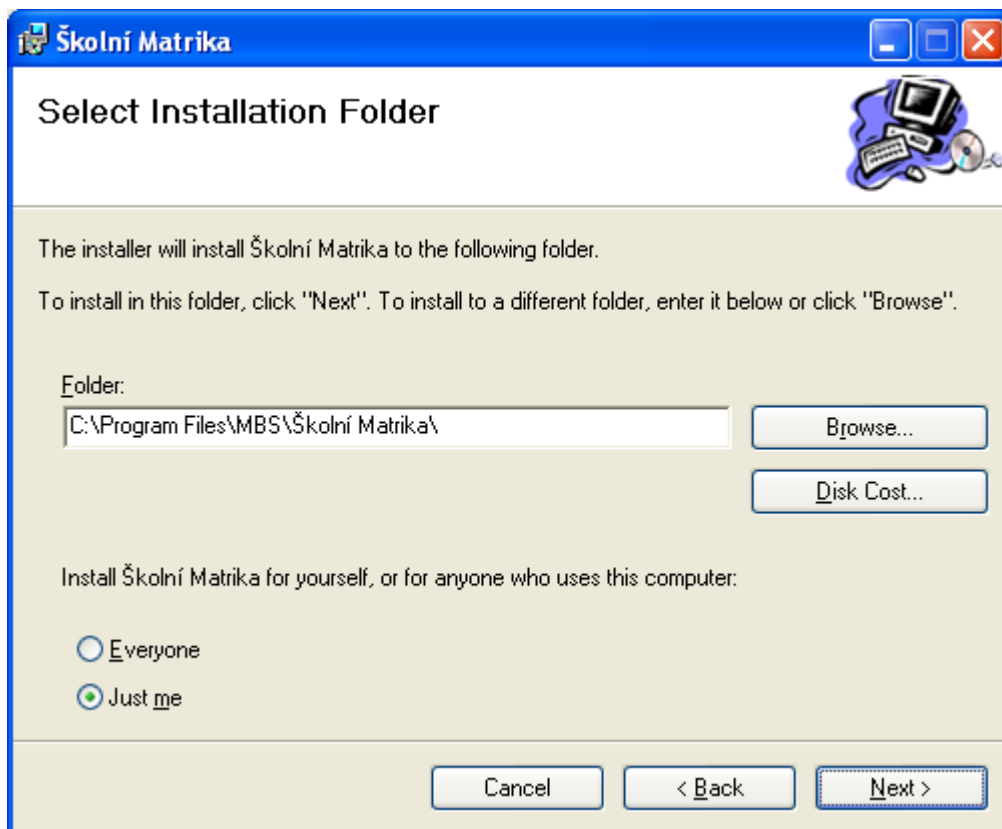 Školní Matrika
Select Installation Folder
The installer will install Školní Matrika to the following folder.
To install in this folder, click "Next". To install to a different folder, enter it below or click "Browse".
Folder:
C:\Program Files\MBS\Školní Matrika\
Browse...
Disk Cost...
Install Školní Matrika for yourself, or for anyone who uses this computer:
Everyone
Just me
Cancel
< Back
Next >